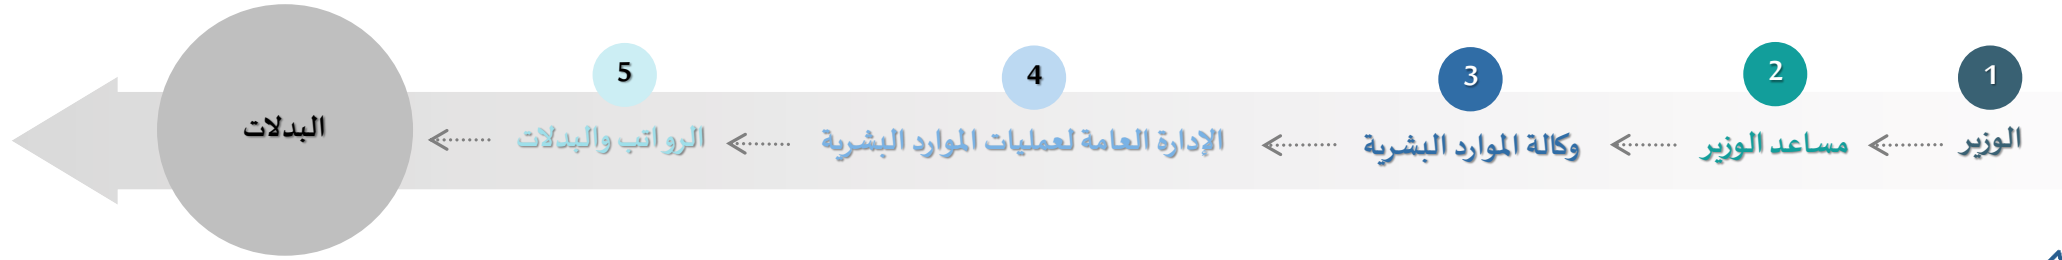 1
الوزير
2
مساعد الوزير
3
وكالة الموارد البشرية
4
الإدارة العامة لعمليات الموارد البشرية
5
الرواتب والبدلات
البدلات